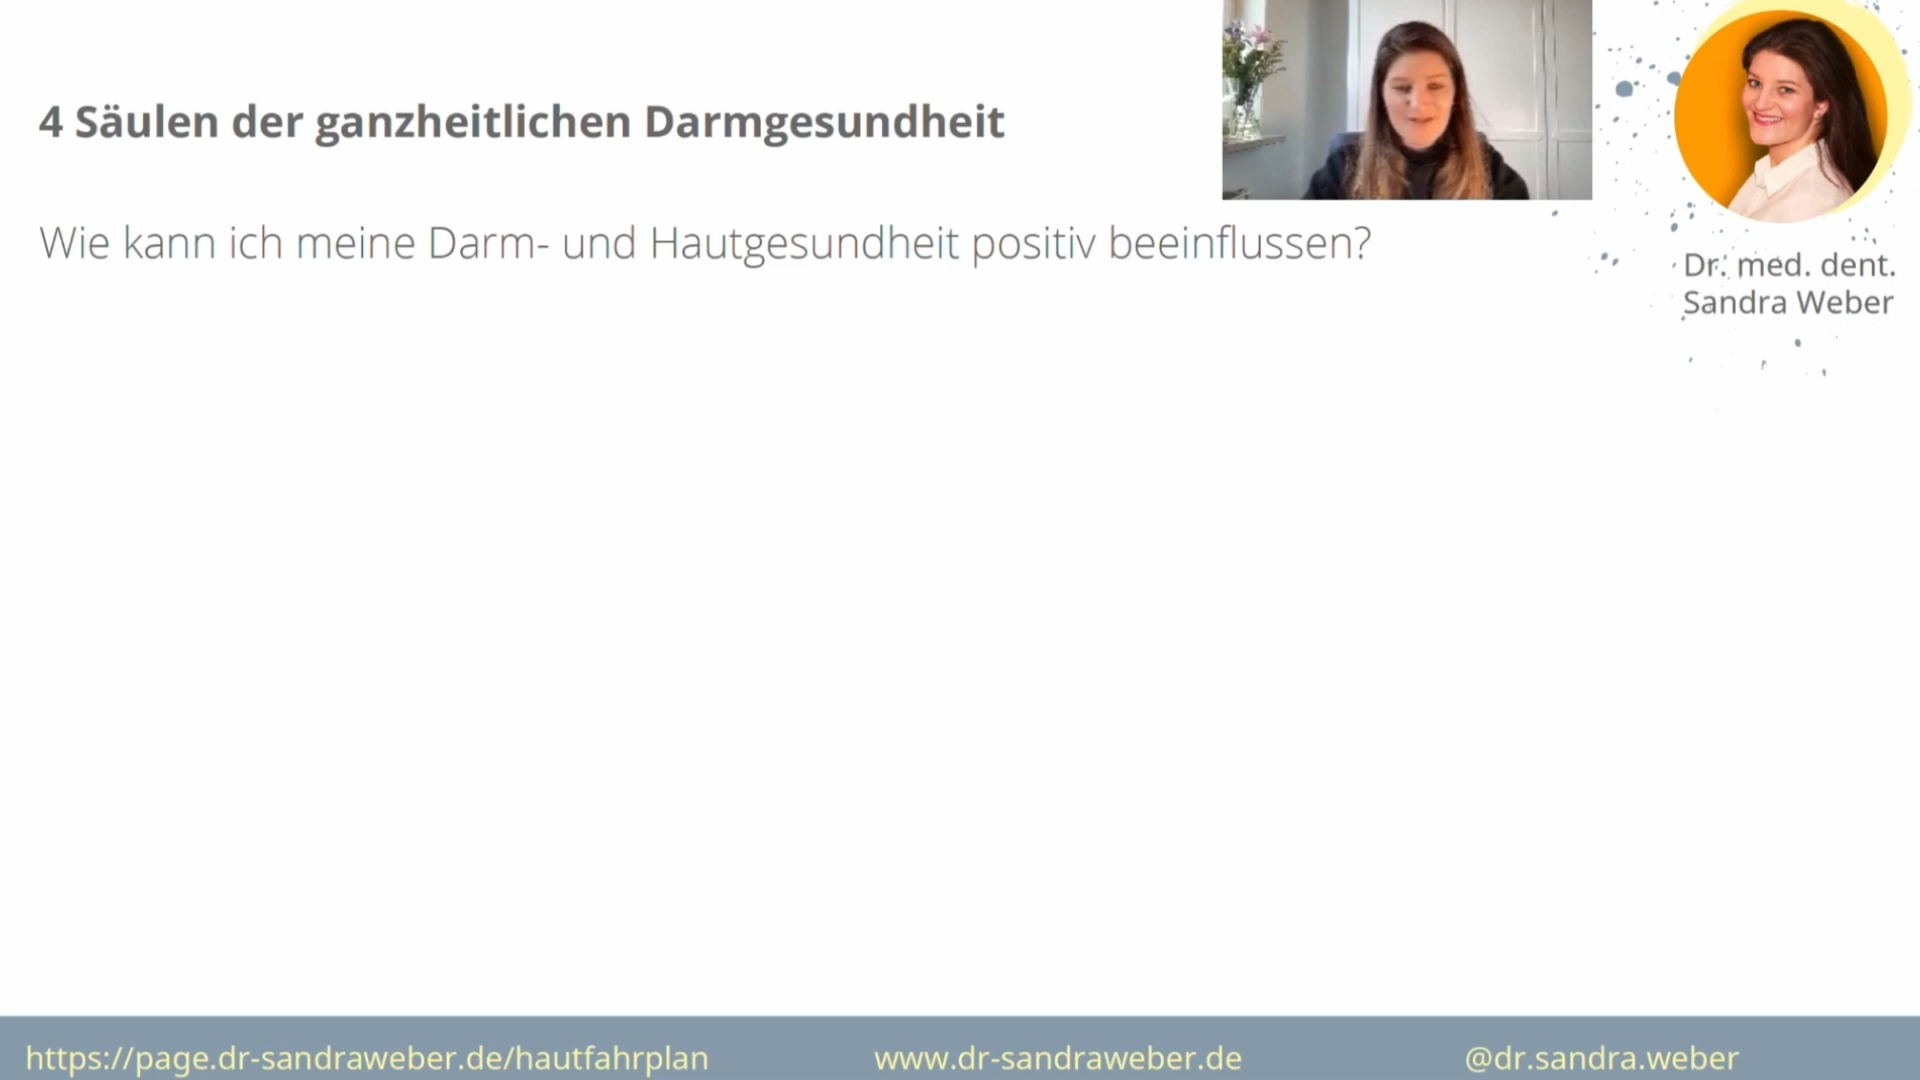 4 Säulen der ganzheitlichen Darmgesundheit
Wie kann ich meine Darm- und Hautgesundheit positiv beeinflussen?
Dr. med. dent.
Sandra Weber
https://page.dr-sandraweber.de/hautfahrplan
www.dr-sandraweber.de
@dr.sandra.weber